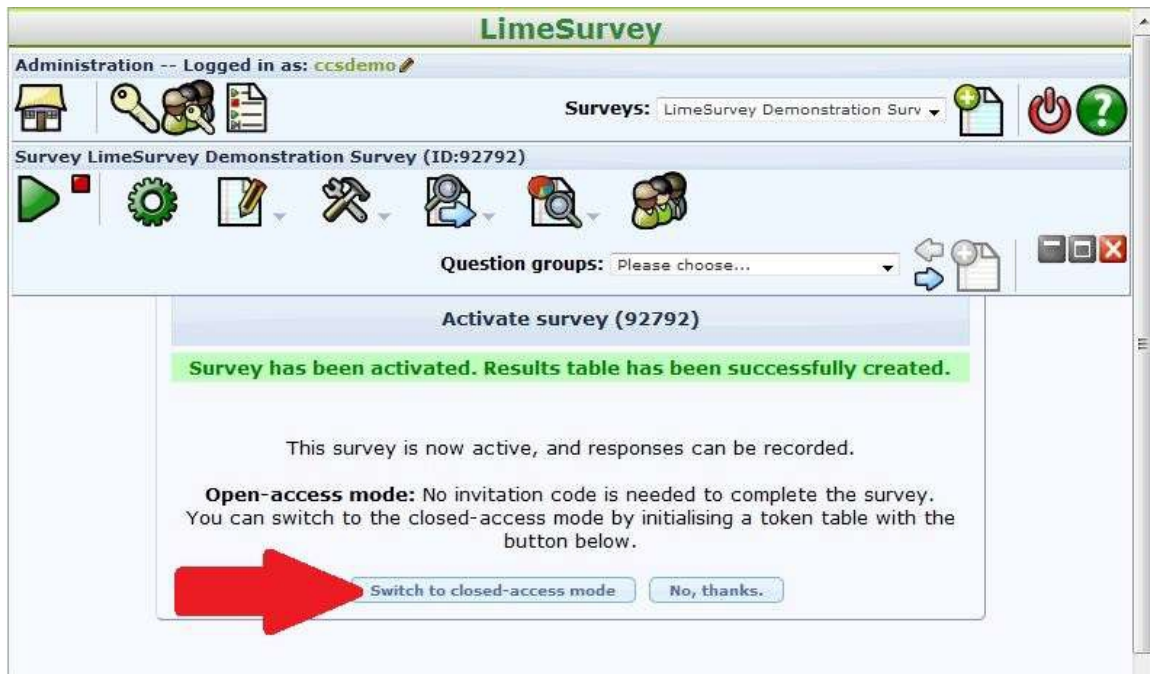 LimeSurvey
Administration -- Logged in as: ccsdemo
Surveys: LimeSurvey Demonstration Surv
Survey LimeSurvey Demonstration Survey (ID:92792)
Question groups: Please choose...
Activate survey (92792)
Survey has been activated. Results table has been successfully created.
This survey is now active, and responses can be recorded.
Open-access mode: No invitation code is needed to complete the survey.
You can switch to the closed-access mode by initialising a token table with the
button below.
Switch to closed-access mode No, thanks.